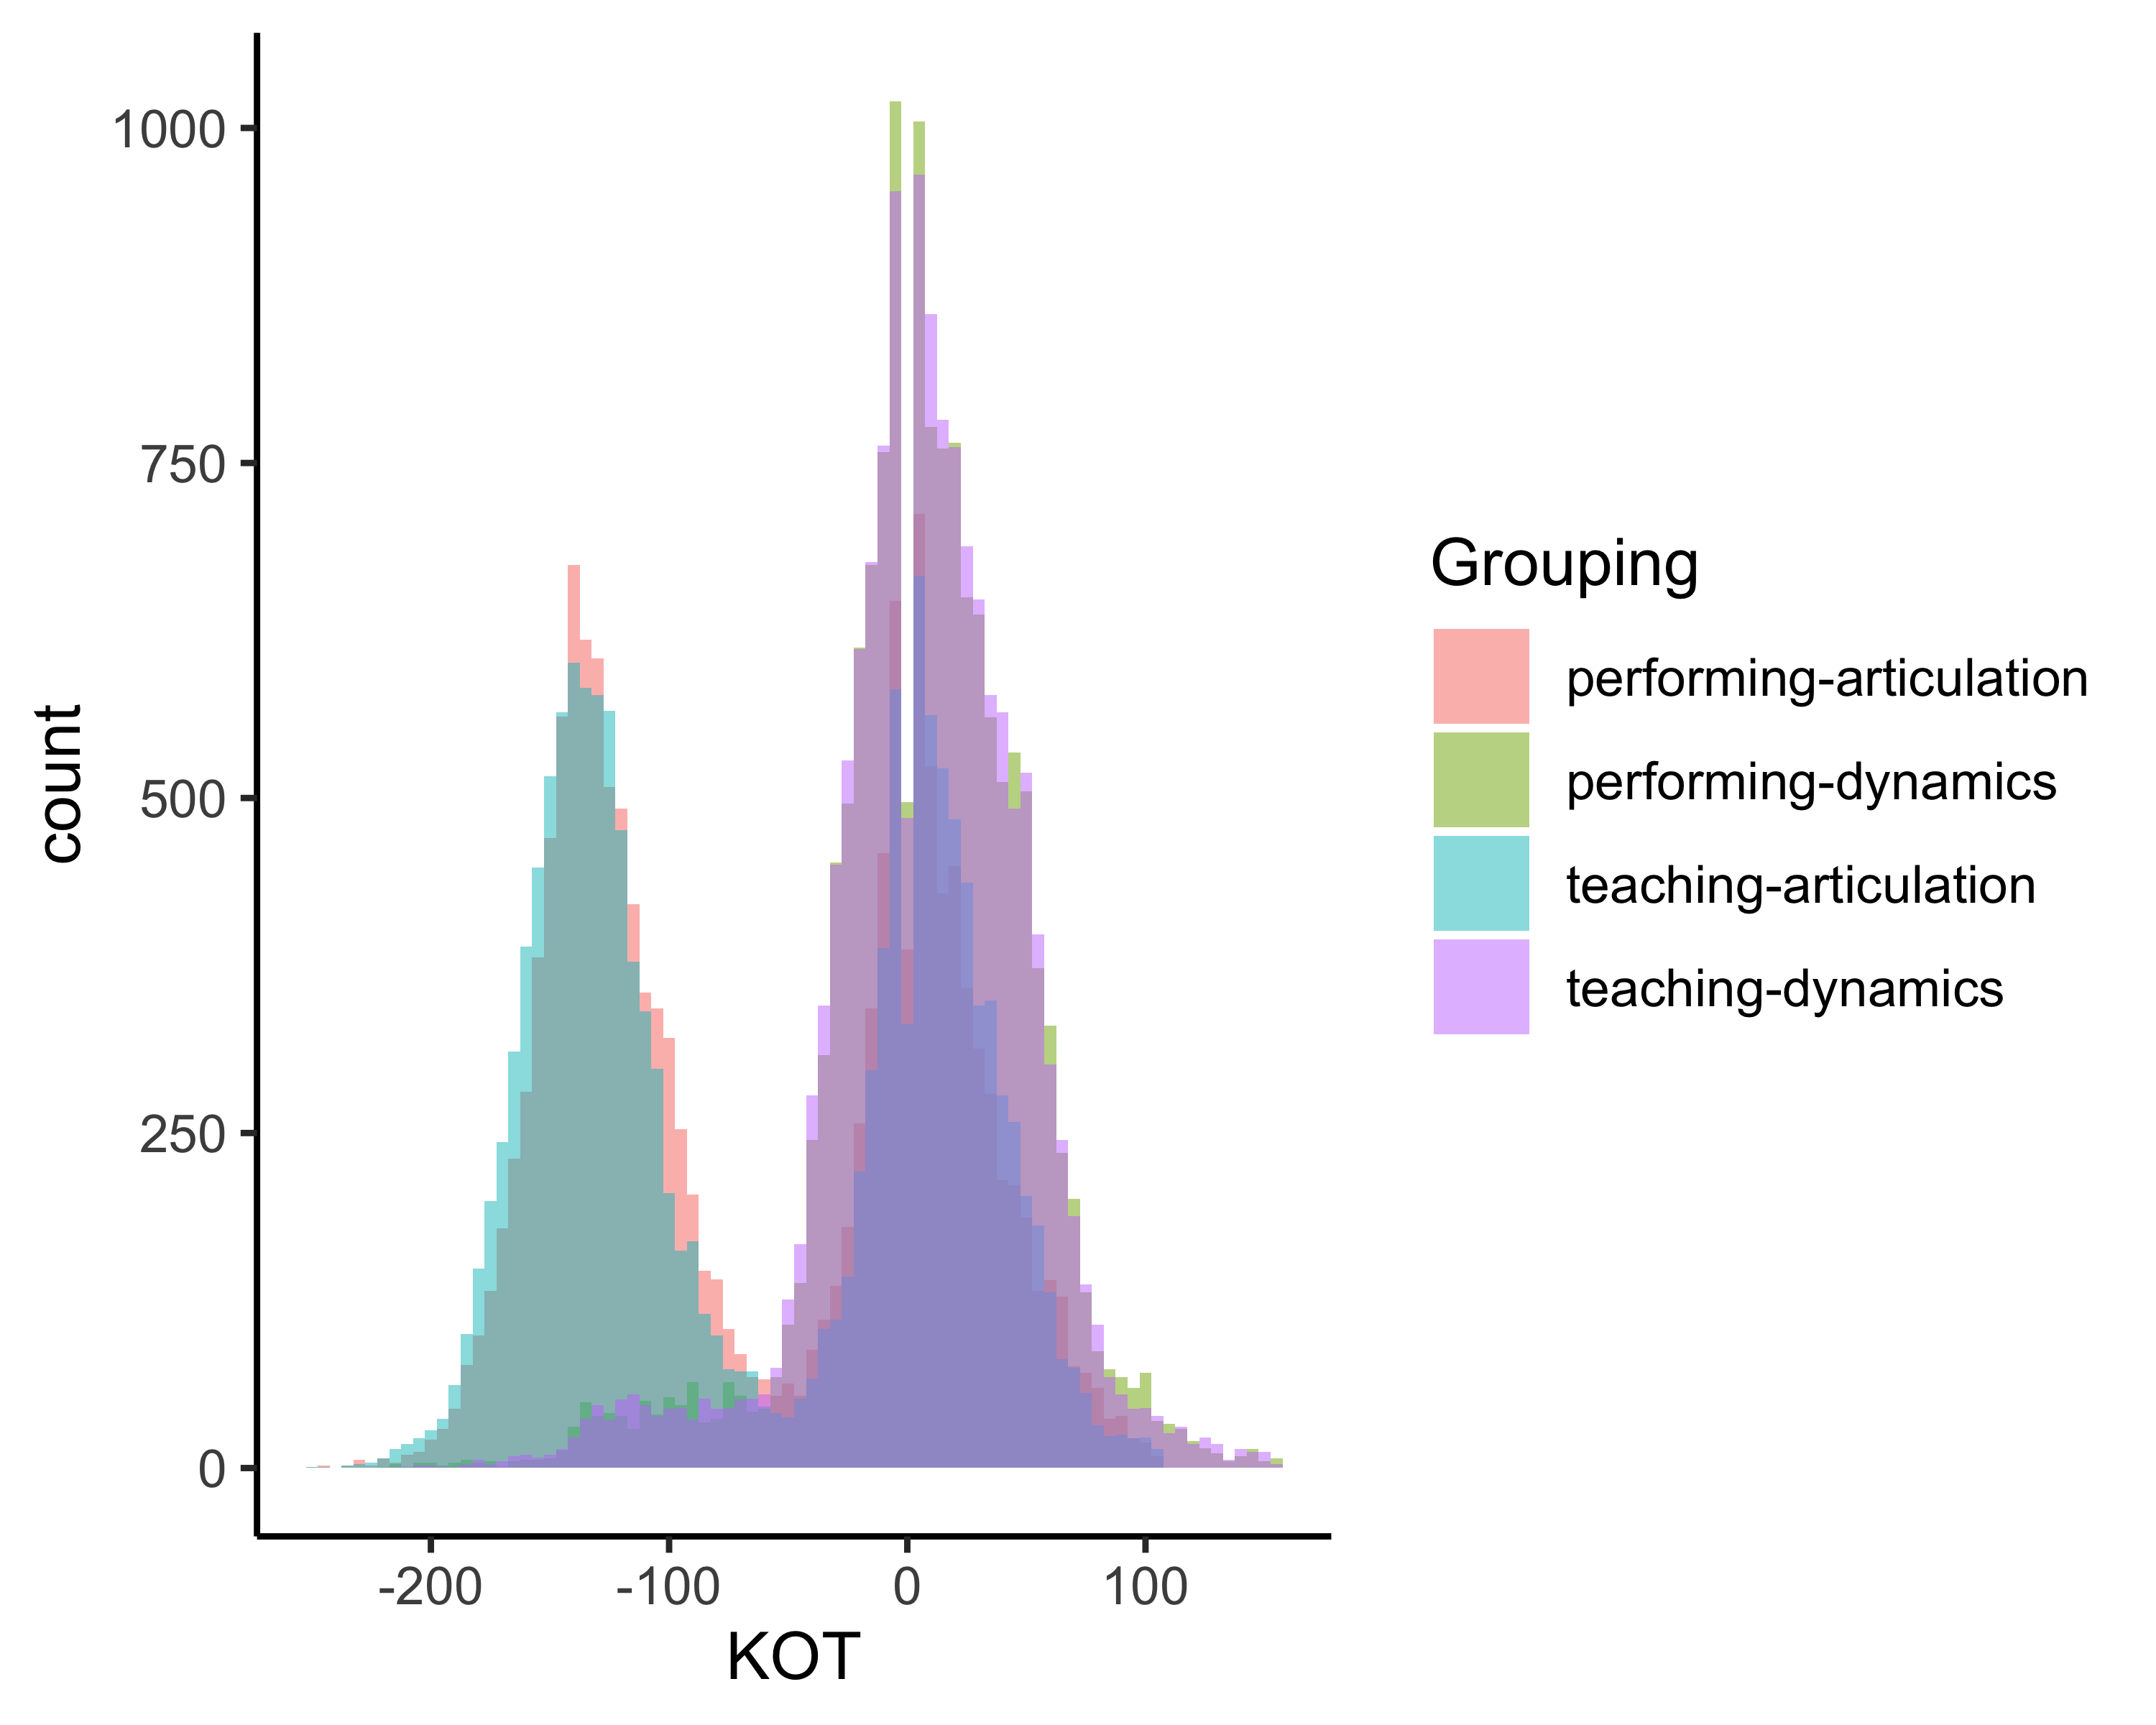 1000
750
500
250
0
count
-200 -100 0 100
KOT
Grouping
performing-articulation
performing-dynamics
teaching-articulation
teaching-dynamics